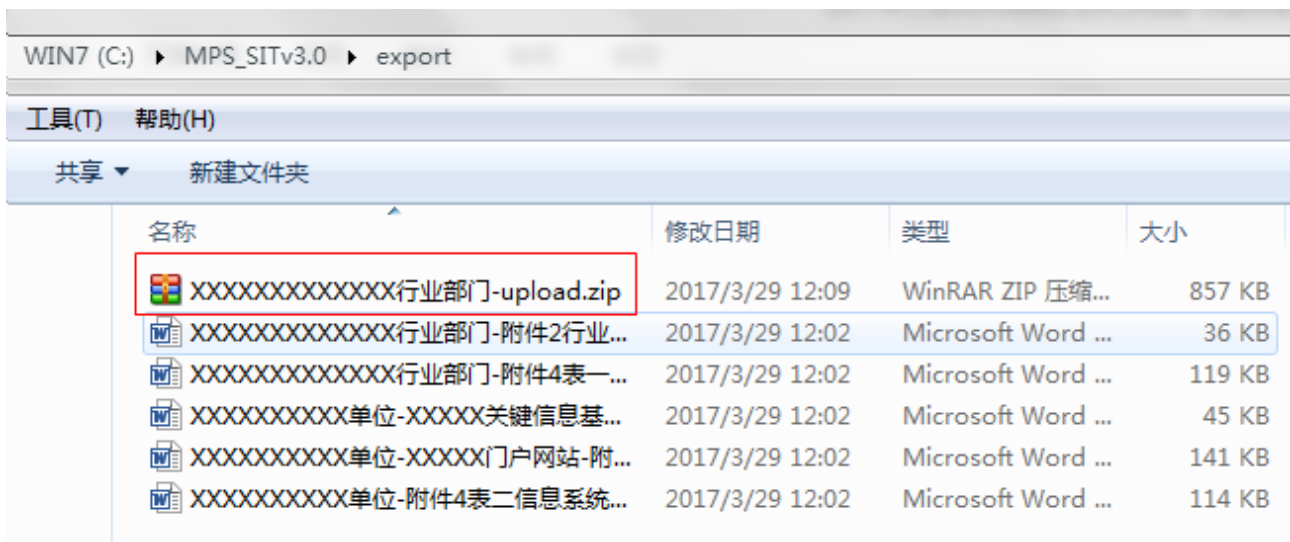 WIN7 (C:) ▸ MPS_SITv3.0 ▸ export
工具(T) 帮助(H)
共享 新建文件夹
名称 修改日期 类型 大小
XXXXXXXXXXXXX行业部门-upload.zip 2017/3/29 12:09 WinRAR ZIP 压缩... 857 KB
XXXXXXXXXXXXX行业部门-附件2行业... 2017/3/29 12:02 Microsoft Word ... 36 KB
XXXXXXXXXXXXX行业部门-附件4表一... 2017/3/29 12:02 Microsoft Word ... 119 KB
XXXXXXXXXX单位-XXXXX关键信息基... 2017/3/29 12:02 Microsoft Word ... 45 KB
XXXXXXXXXX单位-XXXXX门户网站-附... 2017/3/29 12:02 Microsoft Word ... 141 KB
XXXXXXXXXX单位-附件4表二信息系统... 2017/3/29 12:02 Microsoft Word ... 114 KB